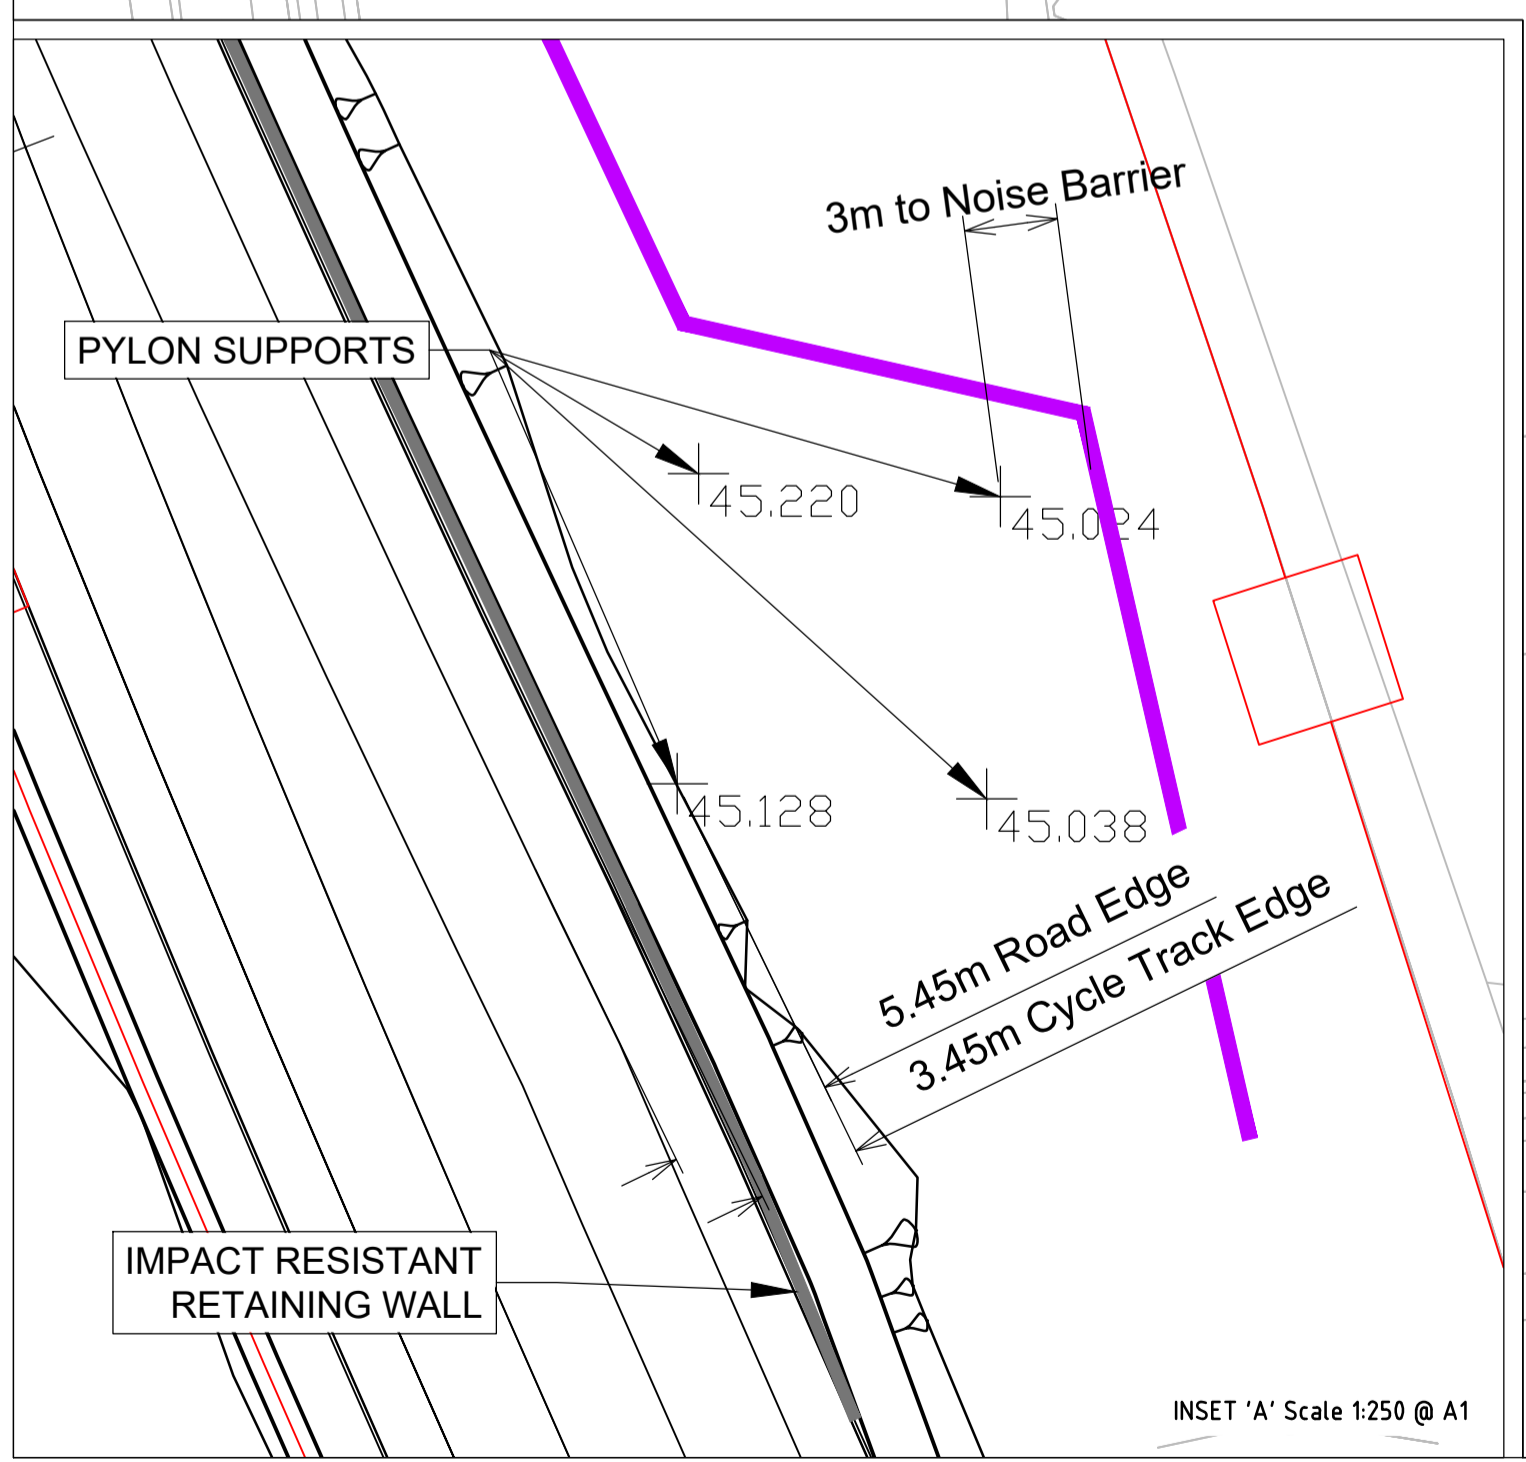 3m to Noise Barrier
PYLON SUPPORTS
45.220
45.024
45.128
45.038
5.45m Road Edge
3.45m Cycle Track Edge
IMPACT RESISTANT
RETAINING WALL
INSET 'A' Scale 1:250 @ A1